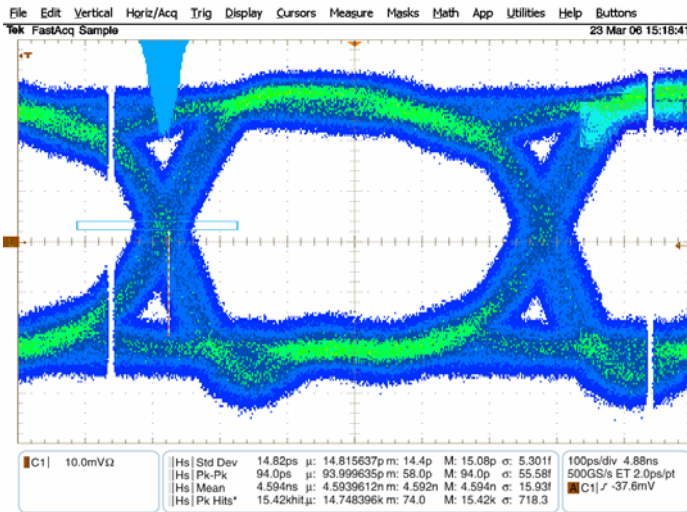 File Edit Vertical Horiz/Acq Trig Display Cursors Measure Masks Math App Utilities Help Buttons
Tek FastAcq Sample 23 Mar 06 15:18:41
C1 10.0mVΩ
Hs Std Dev 14.82ps μ: 14.815637p m: 14.4p M: 15.08p σ: 5.301f
Hs Pk-Pk 94.0ps μ: 93.999635p m: 58.0p M: 94.0p σ: 55.58f
Hs Mean 4.594ns μ: 4.5939612n m: 4.592n M: 4.594n σ: 15.93f
Hs Pk Hits* 15.42khit μ: 14.748396k m: 74.0 M: 15.42k σ: 718.3
100ps/div 4.88ns
500GS/s ET 2.0ps/pt
A C1 -37.6mV